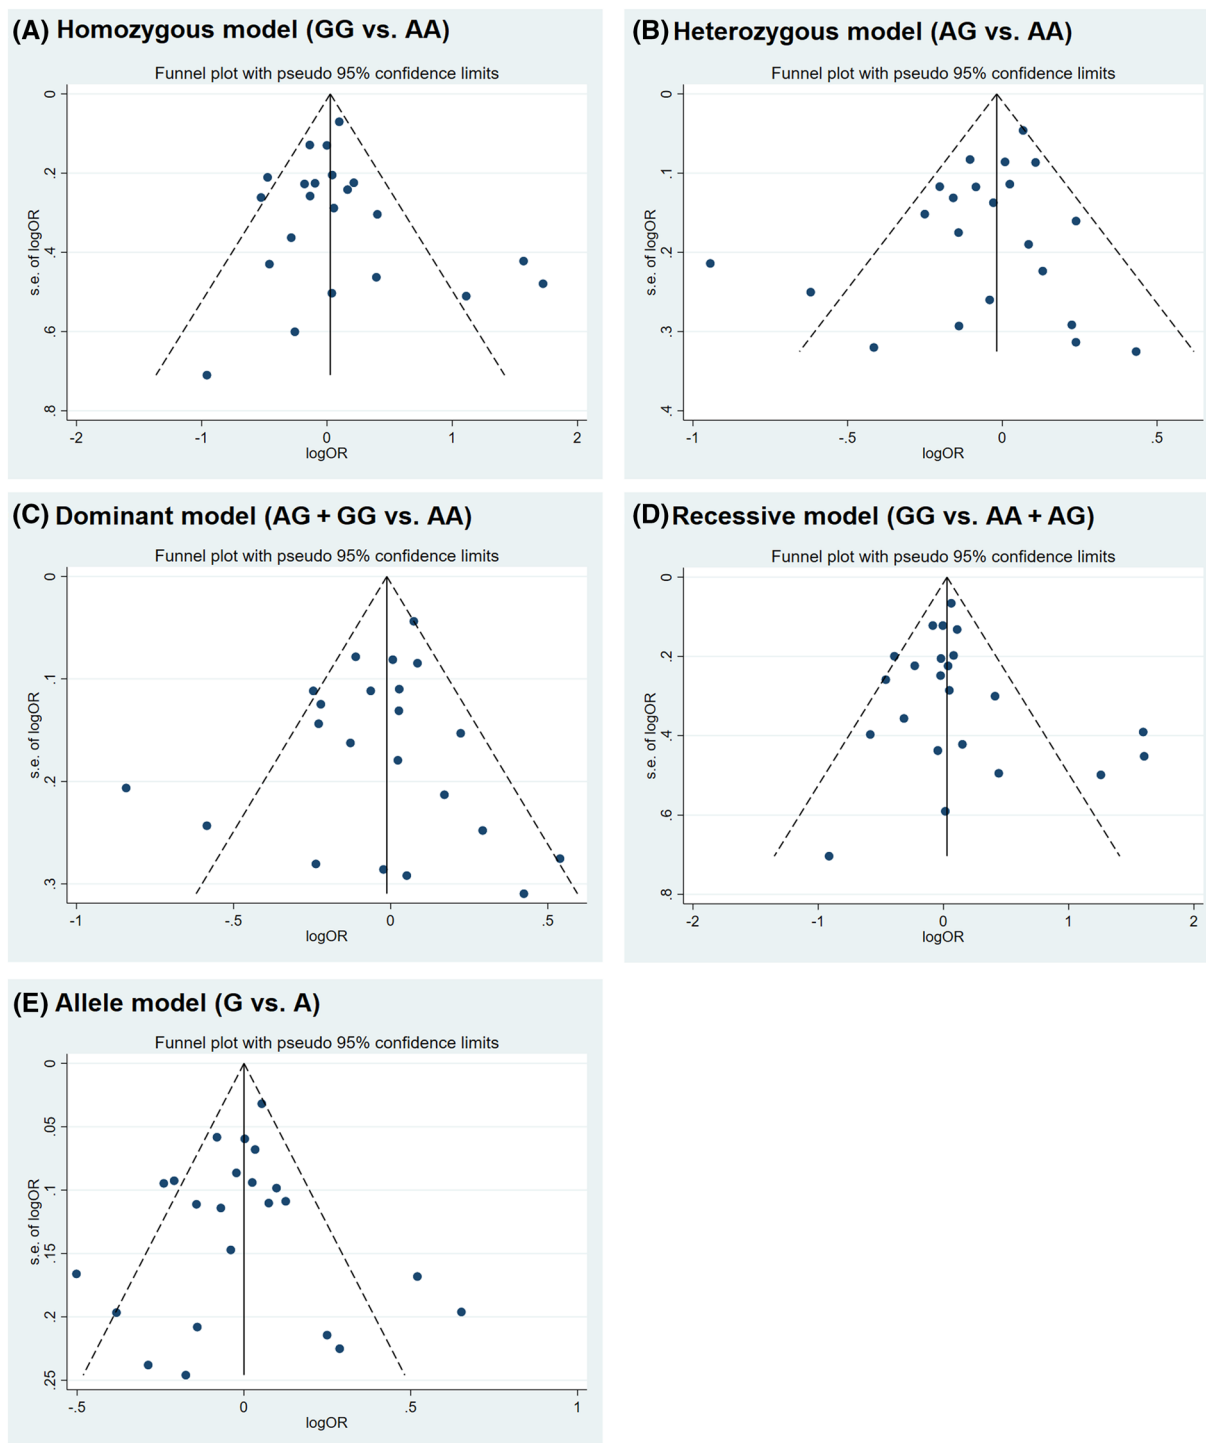 (A) Homozygous model (GG vs. AA)
Funnel plot with pseudo 95% confidence limits
0
.2
.4
.6
.8
s.e. of logOR
-2
-1
0
1
2
logOR
(B) Heterozygous model (AG vs. AA)
Funnel plot with pseudo 95% confidence limits
0
.1
.2
.3
.4
s.e. of logOR
-1
-.5
0
.5
logOR
(C) Dominant model (AG + GG vs. AA)
Funnel plot with pseudo 95% confidence limits
0
.1
.2
.3
s.e. of logOR
-1
-.5
0
.5
logOR
(D) Recessive model (GG vs. AA + AG)
Funnel plot with pseudo 95% confidence limits
0
.2
.4
.6
.8
s.e. of logOR
-2
-1
0
1
2
logOR
(E) Allele model (G vs. A)
Funnel plot with pseudo 95% confidence limits
0
.05
.1
.15
.2
.25
s.e. of logOR
-.5
0
.5
1
logOR